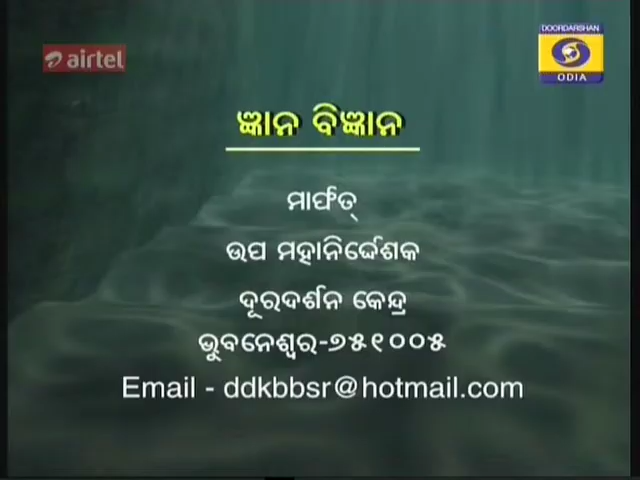 airtel
DOORDARSHAN
ODIA
ଜ୍ଞାନ ବିଜ୍ଞାନ
ମାର୍ଫତ୍
ଉପ ମହାନିର୍ଦ୍ଦେଶକ
ଦୂରଦର୍ଶନ କେନ୍ଦ୍ର
ଭୁବନେଶ୍ୱର-୭୫୧୦୦୫
Email - ddkbbsr@hotmail.com